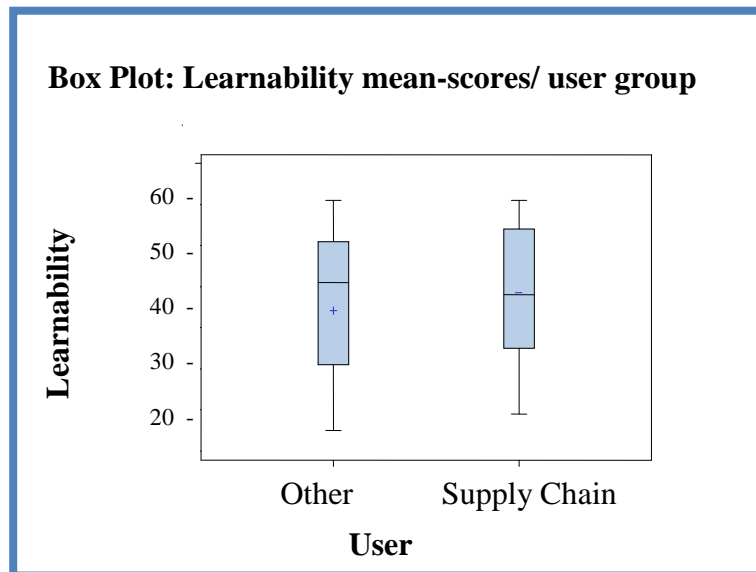 Box Plot: Learnability mean-scores/ user group
Learnability
60 -
50 -
40 -
30 -
20 -
Other Supply Chain
User